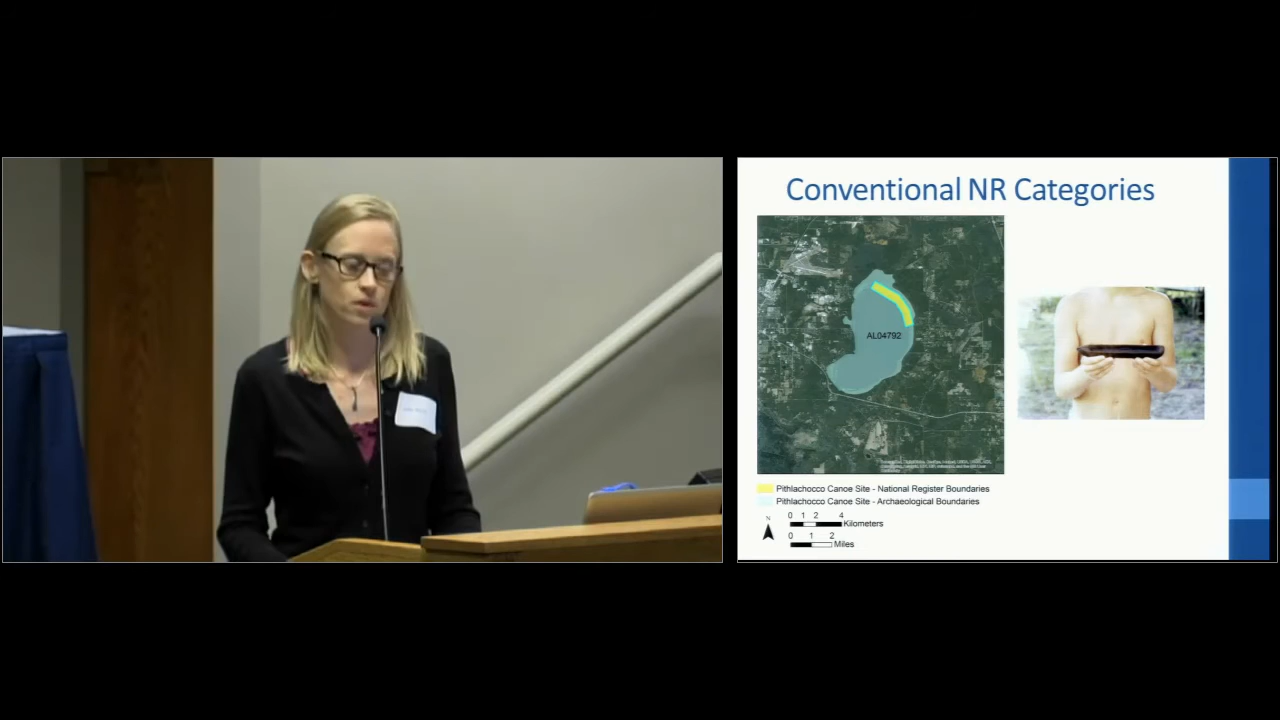 Conventional NR Categories
AL04792
Pithlachocco Canoe Site - National Register Boundaries
Pithlachocco Canoe Site - Archaeological Boundaries
N
0 1 2 4
Kilometers
0 1 2
Miles